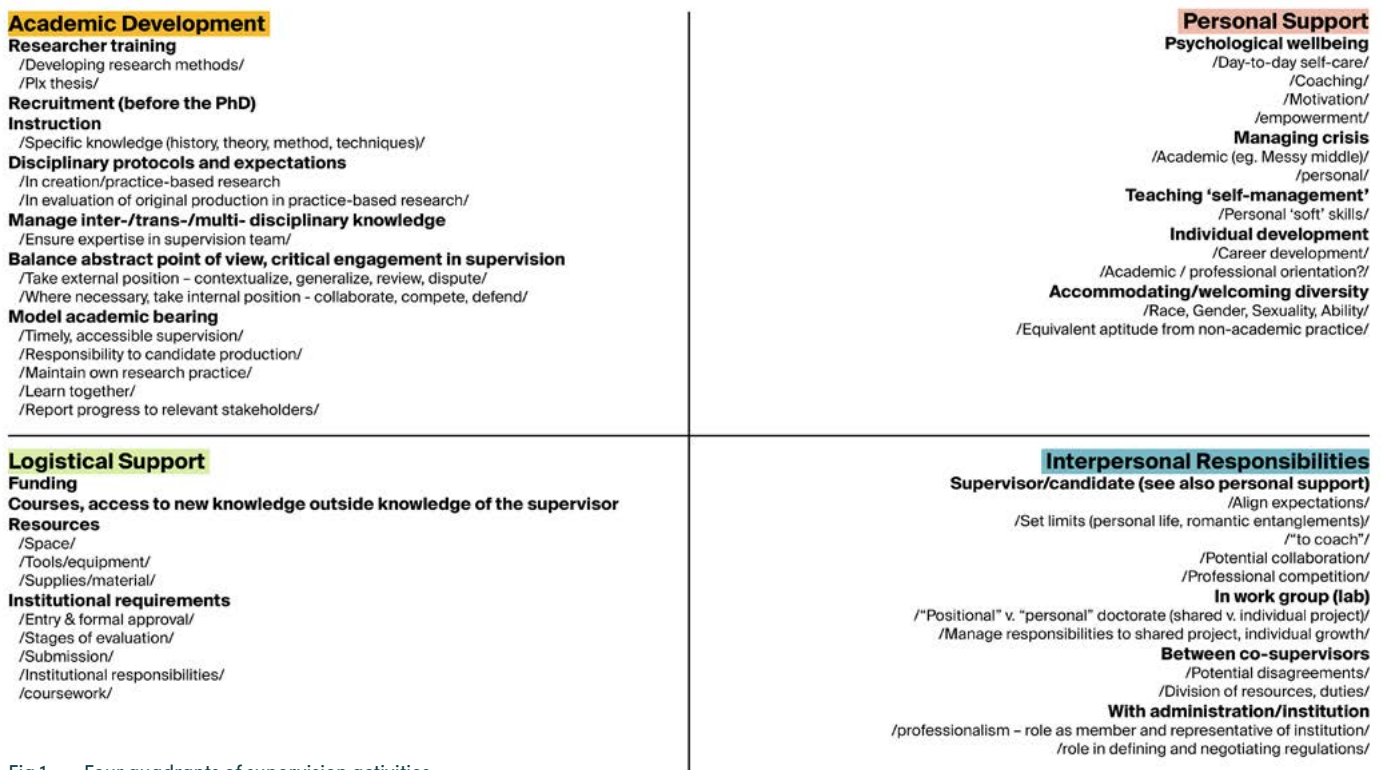 Academic Development
Researcher training
/Developing research methods/
/Plx thesis/
Recruitment (before the PhD)
Instruction
/Specific knowledge (history, theory, method, techniques)/
Disciplinary protocols and expectations
/In creation/practice-based research
/In evaluation of original production in practice-based research/
Manage inter-/trans-/multi- disciplinary knowledge
/Ensure expertise in supervision team/
Balance abstract point of view, critical engagement in supervision
/Take external position – contextualize, generalize, review, dispute/
/Where necessary, take internal position - collaborate, compete, defend/
Model academic bearing
/Timely, accessible supervision/
/Responsibility to candidate production/
/Maintain own research practice/
/Learn together/
/Report progress to relevant stakeholders/
Personal Support
Psychological wellbeing
/Day-to-day self-care/
/Coaching/
/Motivation/
/empowerment/
Managing crisis
/Academic (eg. Messy middle)/
/personal/
Teaching ‘self-management’
/Personal ‘soft’ skills/
Individual development
/Career development/
/Academic / professional orientation?/
Accommodating/welcoming diversity
/Race, Gender, Sexuality, Ability/
/Equivalent aptitude from non-academic practice/
Logistical Support
Funding
Courses, access to new knowledge outside knowledge of the supervisor
Resources
/Space/
/Tools/equipment/
/Supplies/material/
Institutional requirements
/Entry & formal approval/
/Stages of evaluation/
/Submission/
/Institutional responsibilities/
/coursework/
Interpersonal Responsibilities
Supervisor/candidate (see also personal support)
/Align expectations/
/Set limits (personal life, romantic entanglements)/
/“to coach”/
/Potential collaboration/
/Professional competition/
In work group (lab)
/“Positional” v. “personal” doctorate (shared v. individual project)/
/Manage responsibilities to shared project, individual growth/
Between co-supervisors
/Potential disagreements/
/Division of resources, duties/
With administration/institution
/professionalism – role as member and representative of institution/
/role in defining and negotiating regulations/
Fig 1 Four quadrants of supervision activities